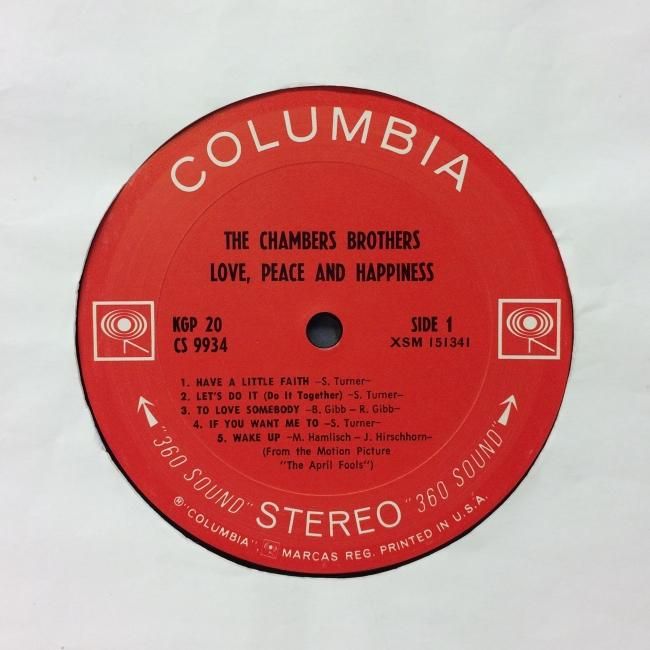 COLUMBIA
THE CHAMBERS BROTHERS
LOVE, PEACE AND HAPPINESS
KGP 20
CS 9934
SIDE 1
XSM 151341
1. HAVE A LITTLE FAITH –S. Turner–
2. LET'S DO IT (Do It Together) –S. Turner–
3. TO LOVE SOMEBODY –B. Gibb – R. Gibb–
4. IF YOU WANT ME TO –S. Turner–
5. WAKE UP –M. Hamlisch – J. Hirschhorn–
(From the Motion Picture
"The April Fools")
"360 SOUND" STEREO "360 SOUND"
® "COLUMBIA", MARCAS REG. PRINTED IN U.S.A.